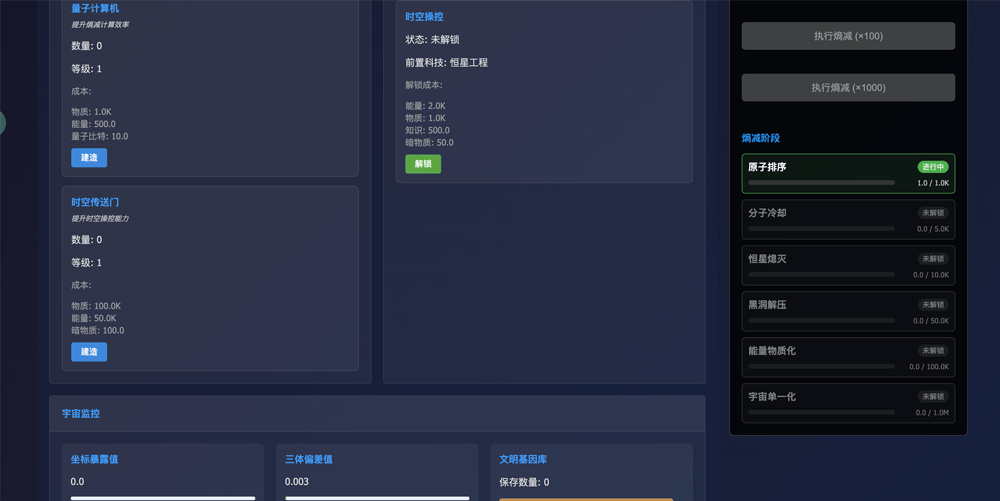 量子计算机
提升熵减计算效率
数量: 0
等级: 1
成本:
物质: 1.0K
能量: 500.0
量子比特: 10.0
建造
时空传送门
提升时空操控能力
数量: 0
等级: 1
成本:
物质: 100.0K
能量: 50.0K
暗物质: 100.0
建造
时空操控
状态: 未解锁
前置科技: 恒星工程
解锁成本:
能量: 2.0K
物质: 1.0K
知识: 500.0
暗物质: 50.0
解锁
宇宙监控
坐标暴露值
0.0
三体偏差值
0.003
文明基因库
保存数量: 0
执行熵减 (×100)
执行熵减 (×1000)
熵减阶段
原子排序
进行中
1.0 / 1.0K
分子冷却
未解锁
0.0 / 5.0K
恒星熄灭
未解锁
0.0 / 10.0K
黑洞解压
未解锁
0.0 / 50.0K
能量物质化
未解锁
0.0 / 100.0K
宇宙单一化
未解锁
0.0 / 1.0M